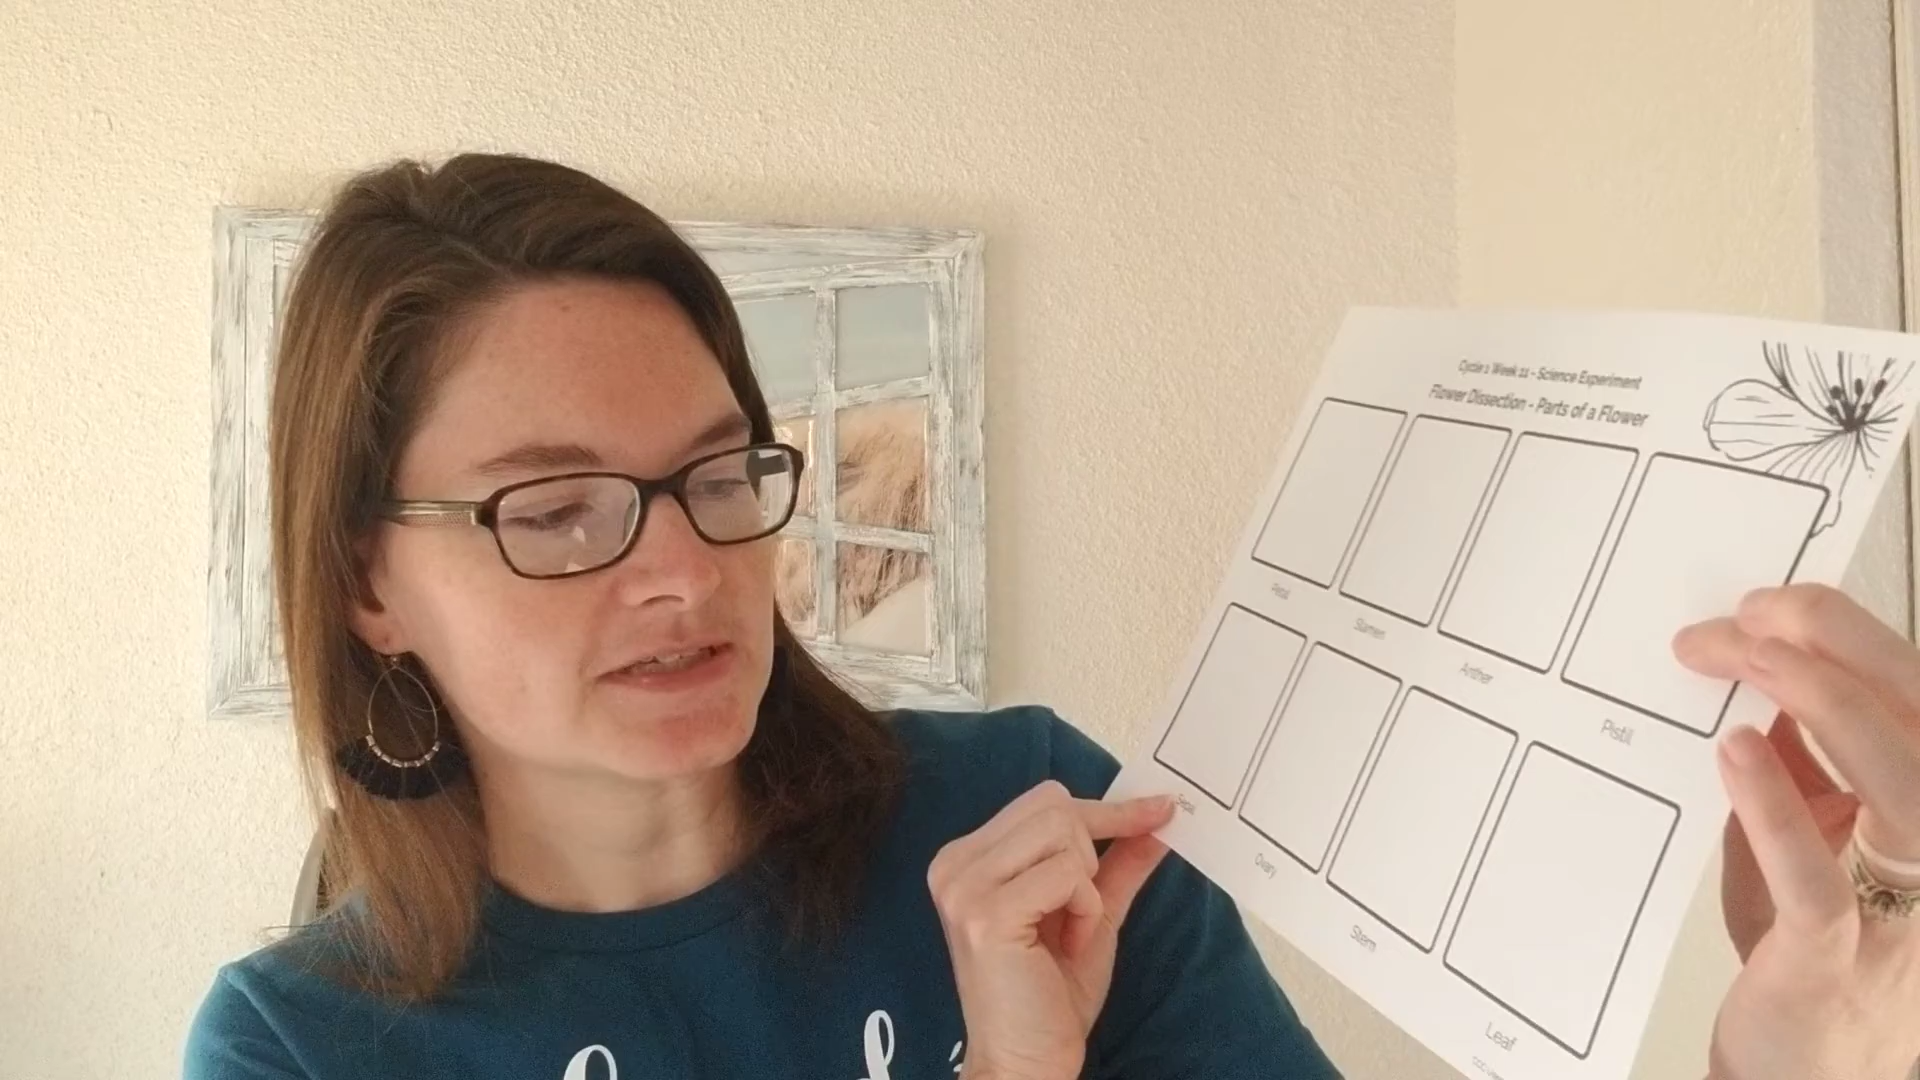 Cycle 1 Week 11 - Science Experiment
Flower Dissection - Parts of a Flower
Petal
Stamen
Anther
Pistil
Sepal
Ovary
Stem
Leaf